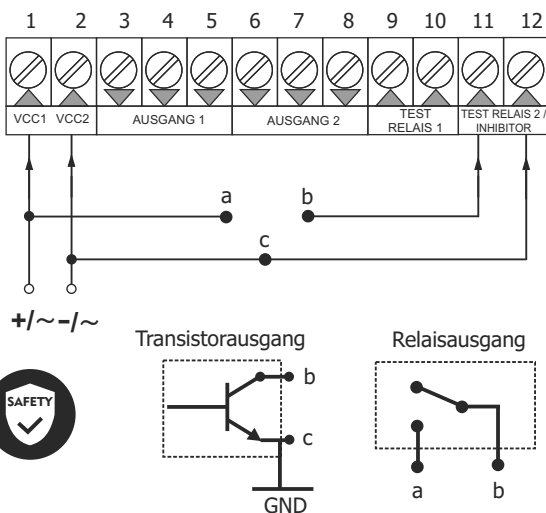 1 2 3 4 5 6 7 8 9 10 11 12
VCC1 VCC2 AUSGANG 1 AUSGANG 2 TEST RELAIS 1 TEST RELAIS 2 / INHIBITOR
a b
c
+/~ -/~
Transistorausgang Relaisausgang
SAFETY
b
c
a b
GND